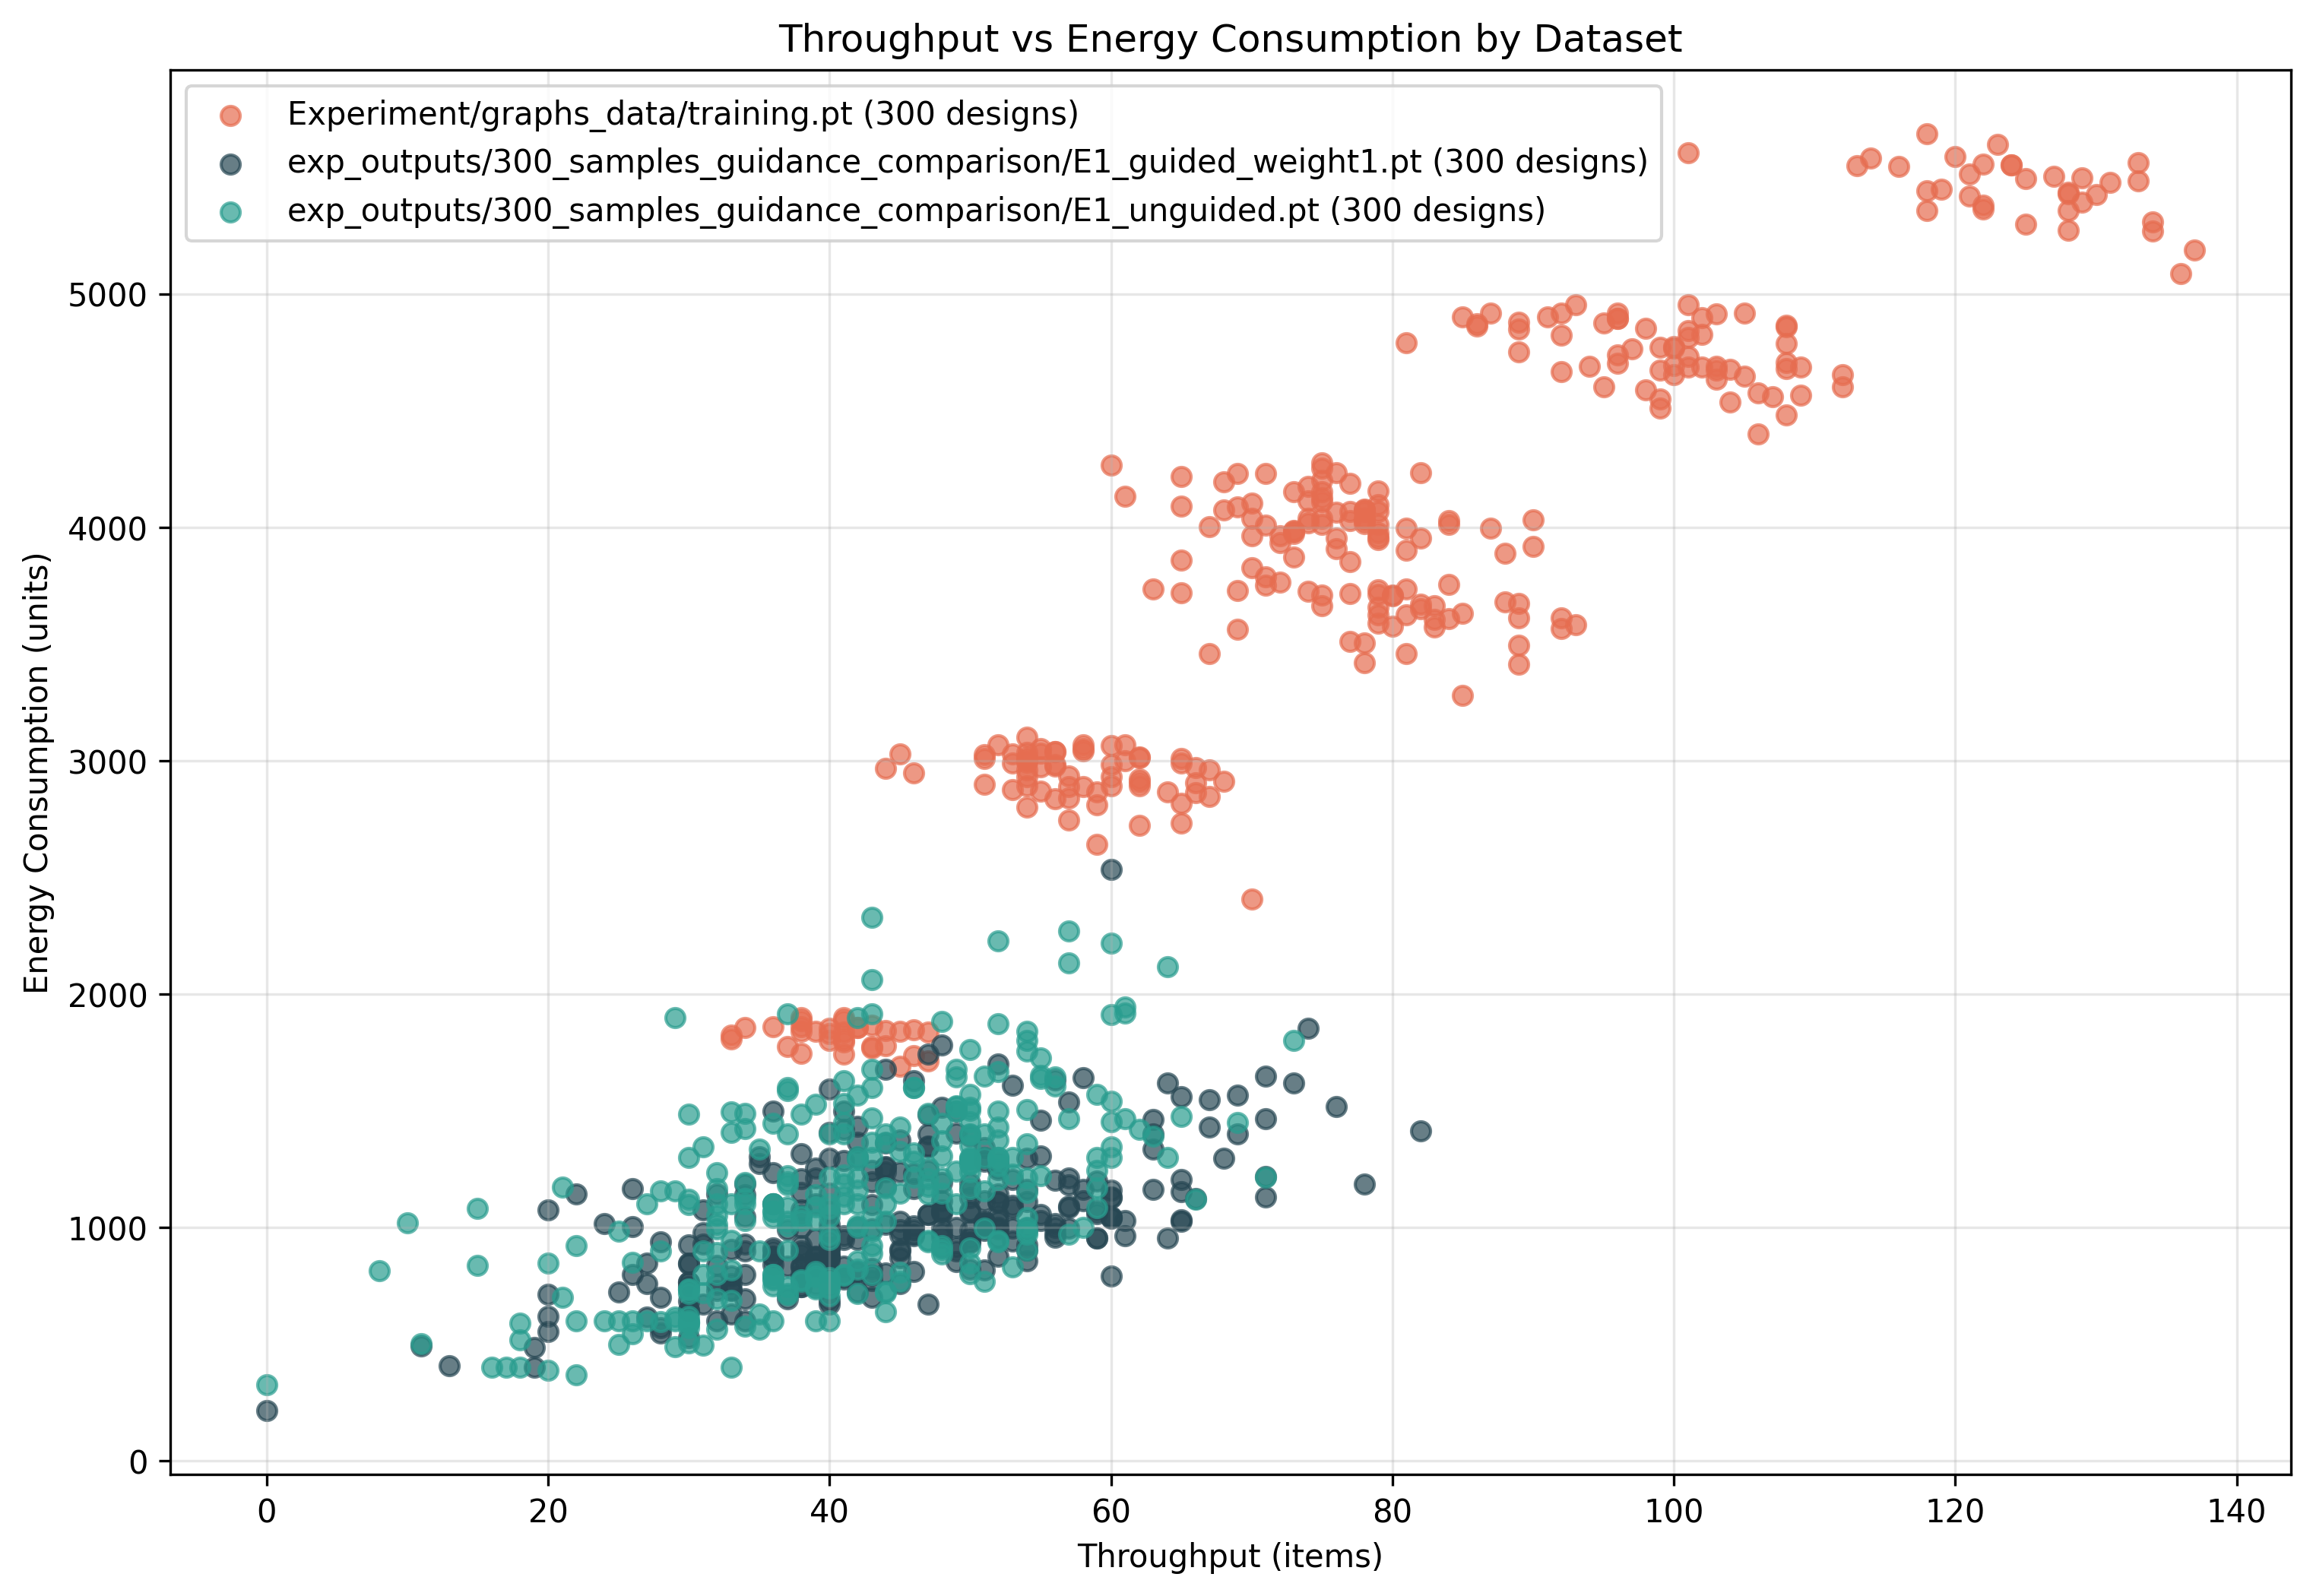 Throughput vs Energy Consumption by Dataset
Experiment/graphs_data/training.pt (300 designs)
exp_outputs/300_samples_guidance_comparison/E1_guided_weight1.pt (300 designs)
exp_outputs/300_samples_guidance_comparison/E1_unguided.pt (300 designs)
Energy Consumption (units)
5000
4000
3000
2000
1000
0
0 20 40 60 80 100 120 140
Throughput (items)